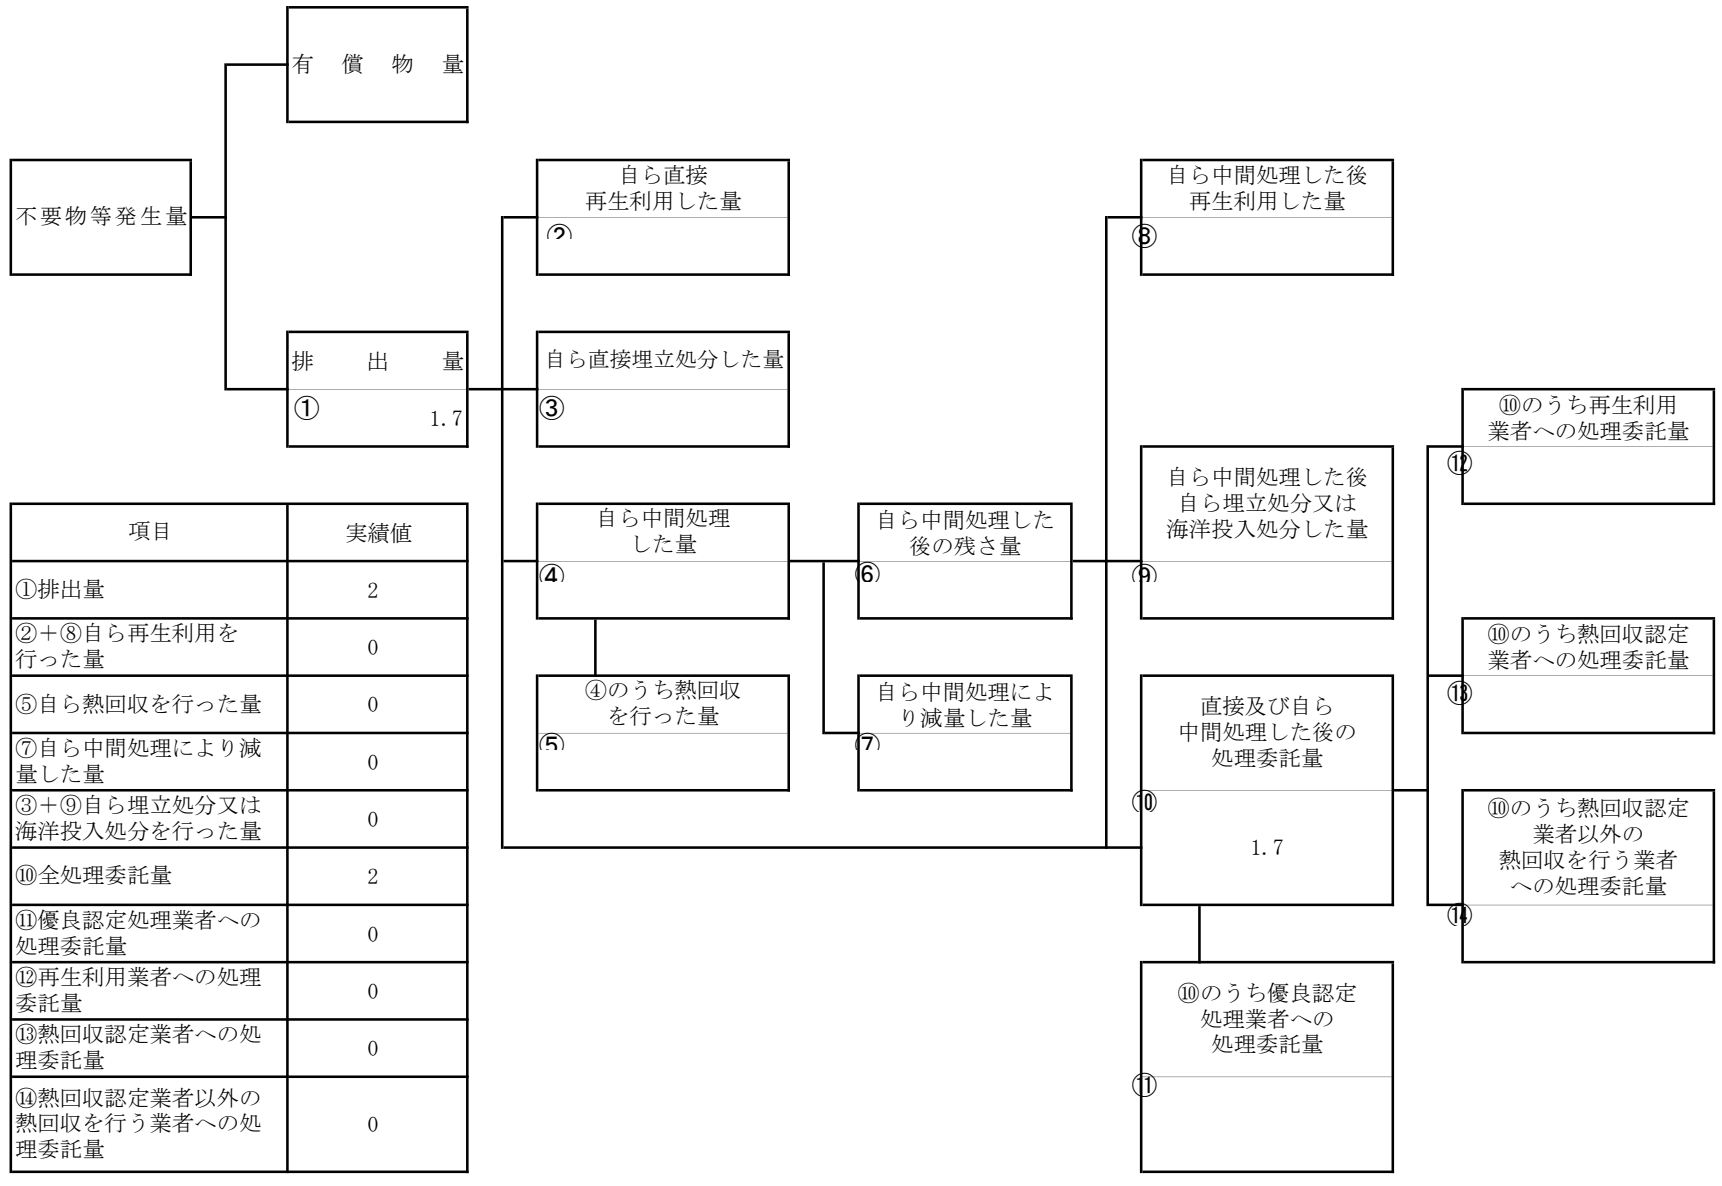 有償物量
不要物等発生量
排出量
①
1.7
自ら直接
再生利用した量
②
自ら直接埋立処分した量
③
自ら中間処理
した量
④
④のうち熱回収
を行った量
⑤
自ら中間処理した
後の残さ量
⑥
自ら中間処理によ
り減量した量
⑦
自ら中間処理した後
再生利用した量
⑧
自ら中間処理した後
自ら埋立処分又は
海洋投入処分した量
⑨
直接及び自ら
中間処理した後の
処理委託量
⑩
1.7
⑩のうち優良認定
処理業者への
処理委託量
⑪
⑩のうち再生利用
業者への処理委託量
⑫
⑩のうち熱回収認定
業者への処理委託量
⑬
⑩のうち熱回収認定
業者以外の
熱回収を行う業者
への処理委託量
⑭
項目 実績値
①排出量 2
②＋⑧自ら再生利用を
行った量 0
⑤自ら熱回収を行った量 0
⑦自ら中間処理により減
量した量 0
③＋⑨自ら埋立処分又は
海洋投入処分を行った量 0
⑩全処理委託量 2
⑪優良認定処理業者への
処理委託量 0
⑫再生利用業者への処理
委託量 0
⑬熱回収認定業者への処
理委託量 0
⑭熱回収認定業者以外の
熱回収を行う業者への処 0
理委託量